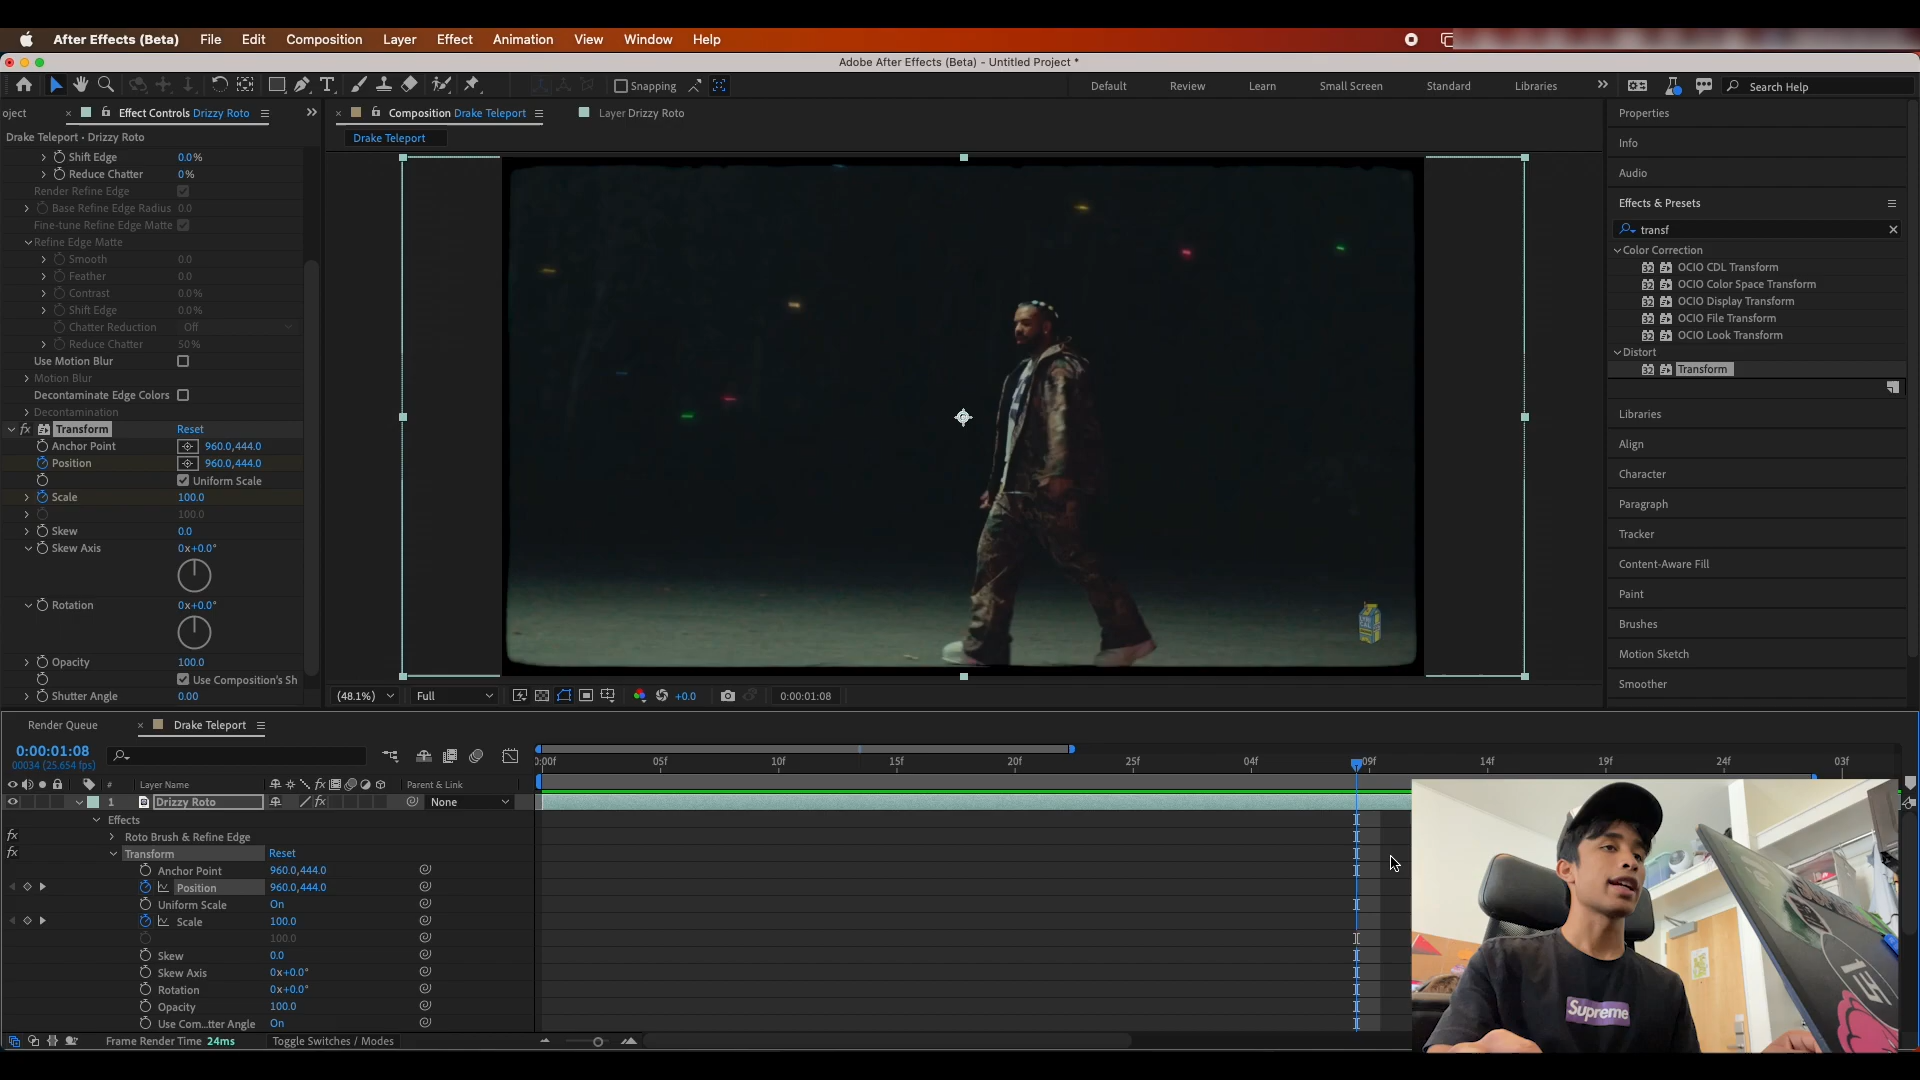 After Effects (Beta) File Edit Composition Layer Effect Animation View Window Help
Adobe After Effects (Beta) - Untitled Project *
Snapping Default Review Learn Small Screen Standard Libraries Search Help
oject Effect Controls Drizzy Roto
Composition Drake Teleport
Layer Drizzy Roto
Drake Teleport • Drizzy Roto
Drake Teleport
Shift Edge 0.0%
Reduce Chatter 0%
Render Refine Edge
Base Refine Edge Radius 0.0
Fine-tune Refine Edge Matte
Refine Edge Matte
Smooth 0.0
Feather 0.0
Contrast 0.0%
Shift Edge 0.0%
Chatter Reduction Off
Reduce Chatter 50%
Use Motion Blur
Motion Blur
Decontaminate Edge Colors
Decontamination
fx Transform Reset
Anchor Point 960.0,444.0
Position 960.0,444.0
Uniform Scale
Scale 100.0
100.0
Skew 0.0
Skew Axis 0x+0.0°
Rotation 0x+0.0°
Opacity 100.0
Use Composition's Sh
Shutter Angle 0.00
(48.1%) Full +0.0 0:00:01:08
Properties
Info
Audio
Effects & Presets
transf
Color Correction
32 OCIO CDL Transform
32 OCIO Color Space Transform
32 OCIO Display Transform
32 OCIO File Transform
32 OCIO Look Transform
Distort
32 Transform
Libraries
Align
Character
Paragraph
Tracker
Content-Aware Fill
Paint
Brushes
Motion Sketch
Smoother
Render Queue Drake Teleport
0:00:01:08
00034 (25.654 fps)
0:00f 05f 10f 15f 20f 25f 04f 09f 14f 19f 24f 03f
# Layer Name fx Parent & Link
1 Drizzy Roto fx None
Effects
fx Roto Brush & Refine Edge
fx Transform Reset
Anchor Point 960.0,444.0
Position 960.0,444.0
Uniform Scale On
Scale 100.0
100.0
Skew 0.0
Skew Axis 0x+0.0°
Rotation 0x+0.0°
Opacity 100.0
Use Com...tter Angle On
Frame Render Time 24ms Toggle Switches / Modes
Supreme
13